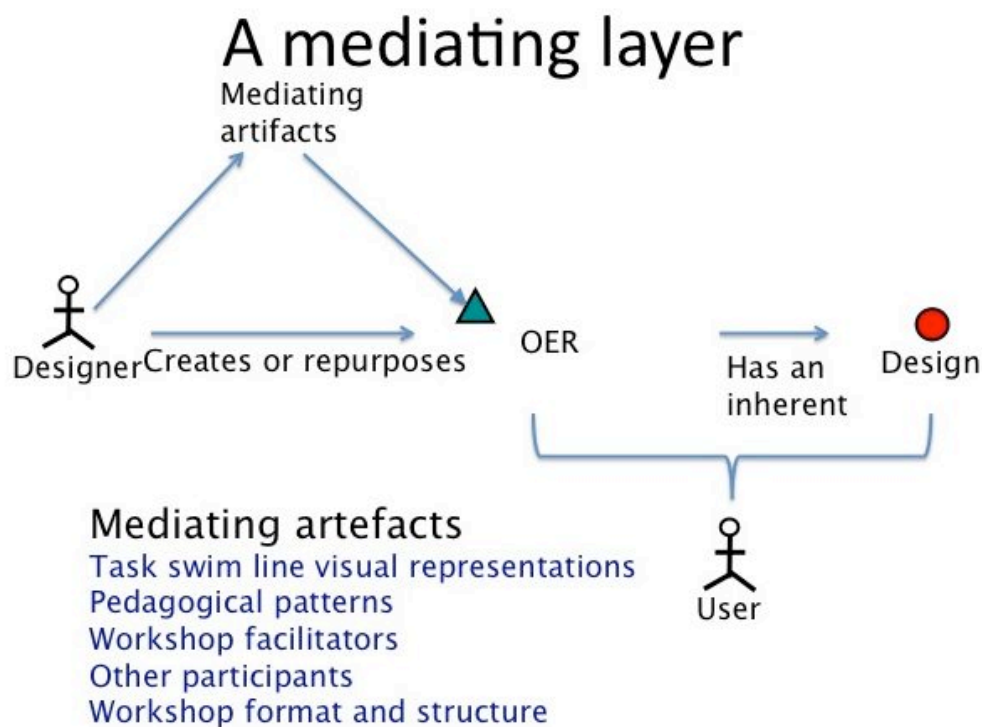 A mediating layer
Mediating
artifacts
Designer
Creates or repurposes
OER
Has an
inherent
Design
User
Mediating artefacts
Task swim line visual representations
Pedagogical patterns
Workshop facilitators
Other participants
Workshop format and structure